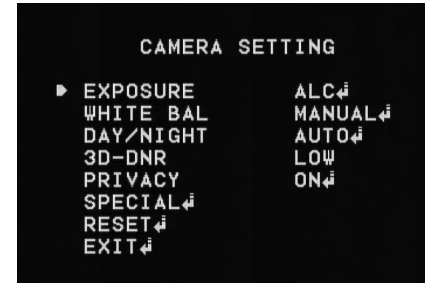 CAMERA SETTING
EXPOSURE ALC↲
WHITE BAL MANUAL↲
DAY/NIGHT AUTO↲
3D-DNR LOW
PRIVACY ON↲
SPECIAL↲
RESET↲
EXIT↲